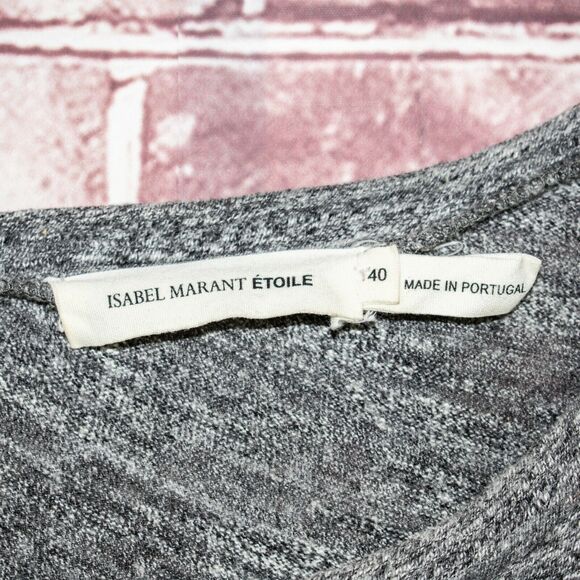 ISABEL MARANT ÉTOILE
40
MADE IN PORTUGAL